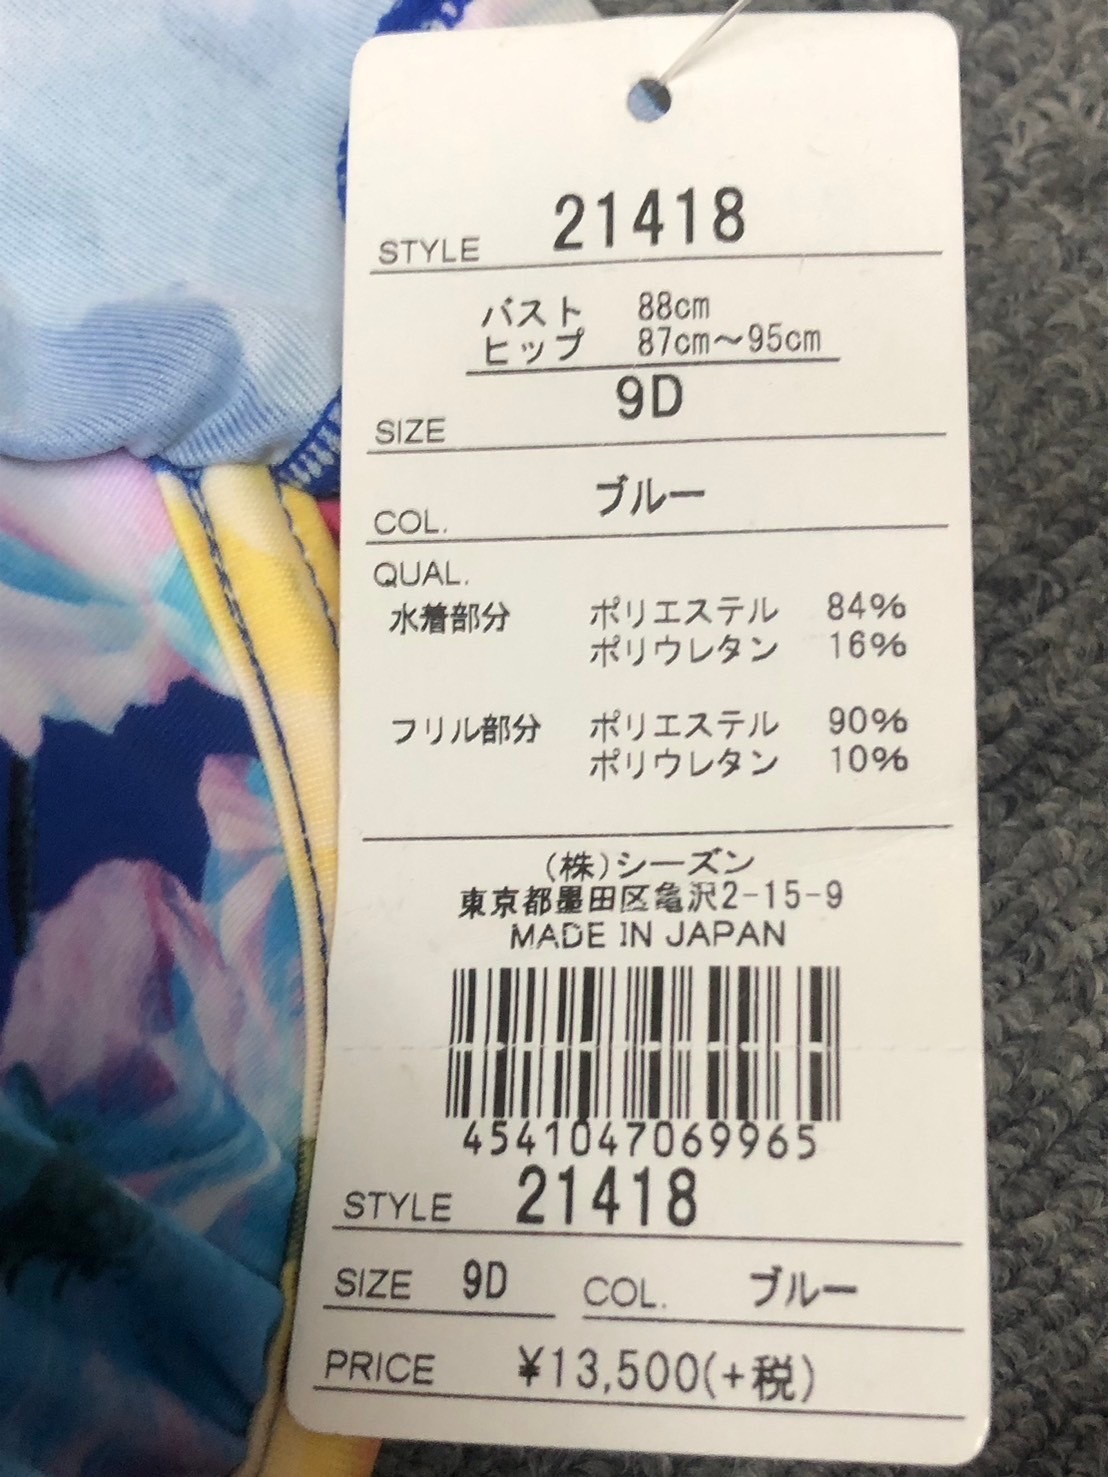 STYLE 21418
バスト 88cm
ヒップ 87cm～95cm
SIZE 9D
COL. ブルー
QUAL.
水着部分 ポリエステル 84%
ポリウレタン 16%
フリル部分 ポリエステル 90%
ポリウレタン 10%
(株)シーズン
東京都墨田区亀沢2-15-9
MADE IN JAPAN
4541047069965
STYLE 21418
SIZE 9D COL. ブルー
PRICE ¥13,500(+税)